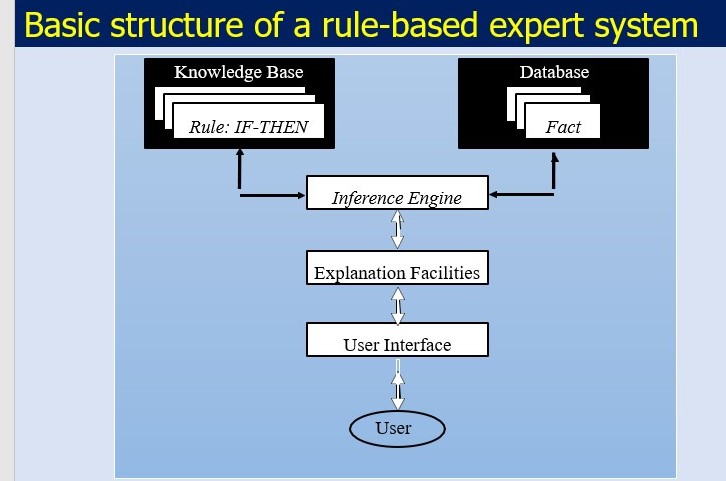 Basic structure of a rule-based expert system
Knowledge Base
Rule: IF-THEN
Database
Fact
Inference Engine
Explanation Facilities
User Interface
User